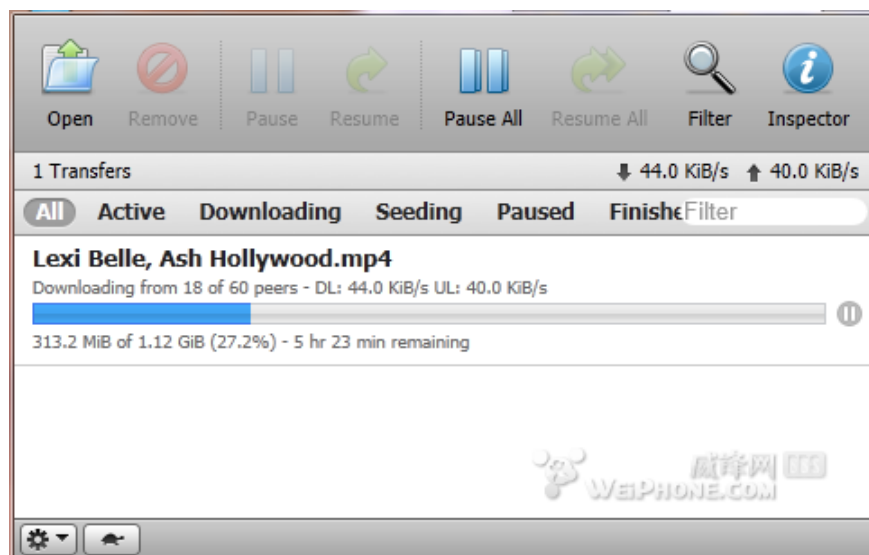 Open Remove Pause Resume Pause All Resume All Filter Inspector
1 Transfers 44.0 KiB/s 40.0 KiB/s
All Active Downloading Seeding Paused Finishe Filter
Lexi Belle, Ash Hollywood.mp4
Downloading from 18 of 60 peers - DL: 44.0 KiB/s UL: 40.0 KiB/s
313.2 MiB of 1.12 GiB (27.2%) - 5 hr 23 min remaining
威锋网
WEIPHONE.COM